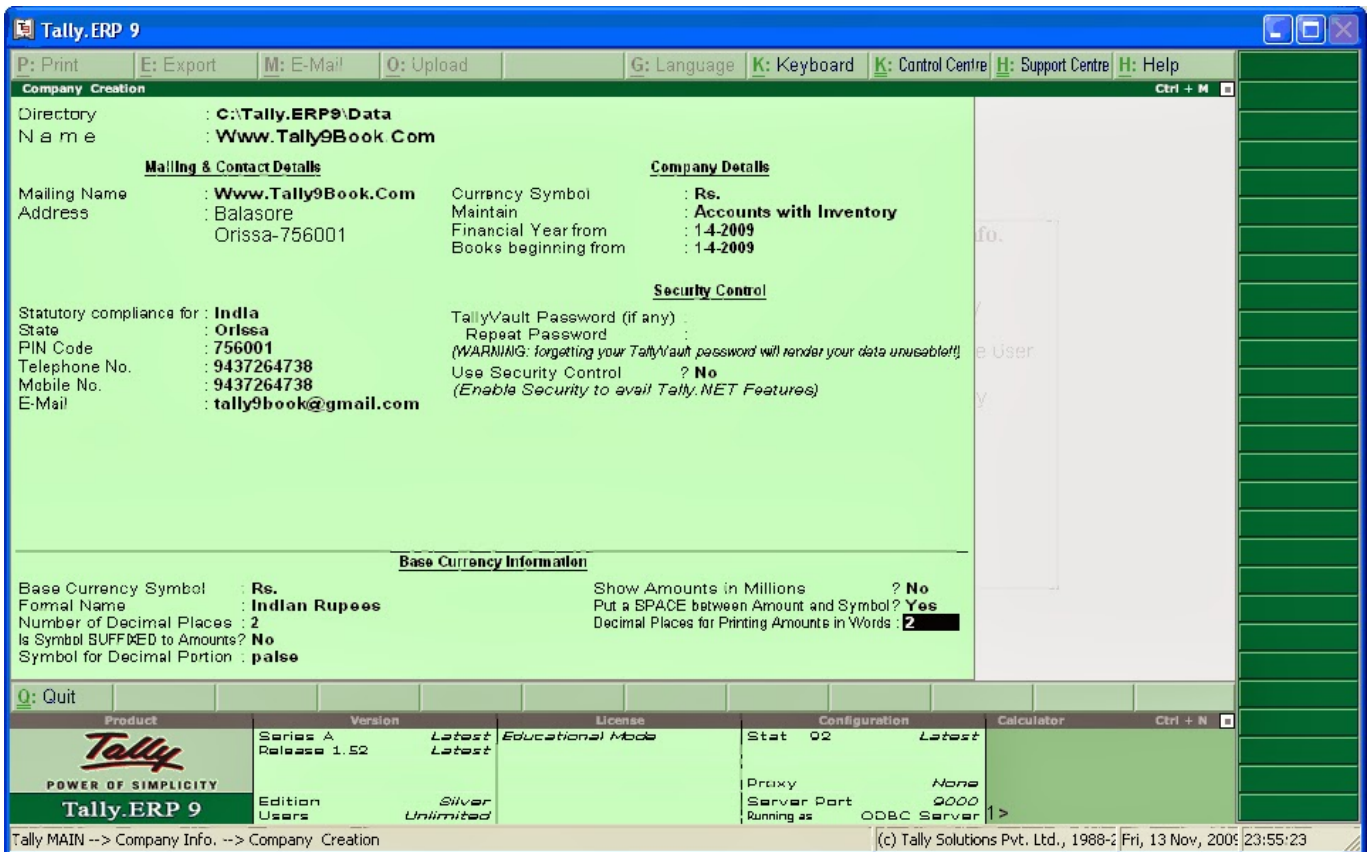 Tally.ERP 9
P: Print E: Export M: E-Mail O: Upload G: Language K: Keyboard K: Control Centre H: Support Centre H: Help
Company Creation Ctrl + M
Directory : C:\Tally.ERP9\Data
Name : Www.Tally9Book.Com
Mailing & Contact Details Company Details
Mailing Name : Www.Tally9Book.Com Currency Symbol : Rs.
Address : Balasore Maintain : Accounts with Inventory
Orissa-756001 Financial Year from : 1-4-2009
Books beginning from : 1-4-2009
fo.
Security Control
Statutory compliance for : India TallyVault Password (if any) :
State : Orissa Repeat Password :
PIN Code : 756001 (WARNING: forgetting your TallyVault password will render your data unusable!!)
e User
Telephone No. : 9437264738 Use Security Control ? No
Mobile No. : 9437264738 (Enable Security to avail Tally.NET Features)
y
E-Mail : tally9book@gmail.com
Base Currency Information
Base Currency Symbol : Rs. Show Amounts in Millions ? No
Formal Name : Indian Rupees Put a SPACE between Amount and Symbol? Yes
Number of Decimal Places : 2 Decimal Places for Printing Amounts in Words : 2
Is Symbol SUFFIXED to Amounts? No
Symbol for Decimal Portion : paise
Q: Quit
Product Version License Configuration Calculator Ctrl + N
Tally Series A Latest Educational Mode Stat 92 Latest
Release 1.52 Latest
POWER OF SIMPLICITY Proxy None
Tally.ERP 9 Edition Silver Server Port 9000
Users Unlimited Running as ODBC Server 1>
Tally MAIN --> Company Info. --> Company Creation (c) Tally Solutions Pvt. Ltd., 1988-2 Fri, 13 Nov, 2009 23:55:23